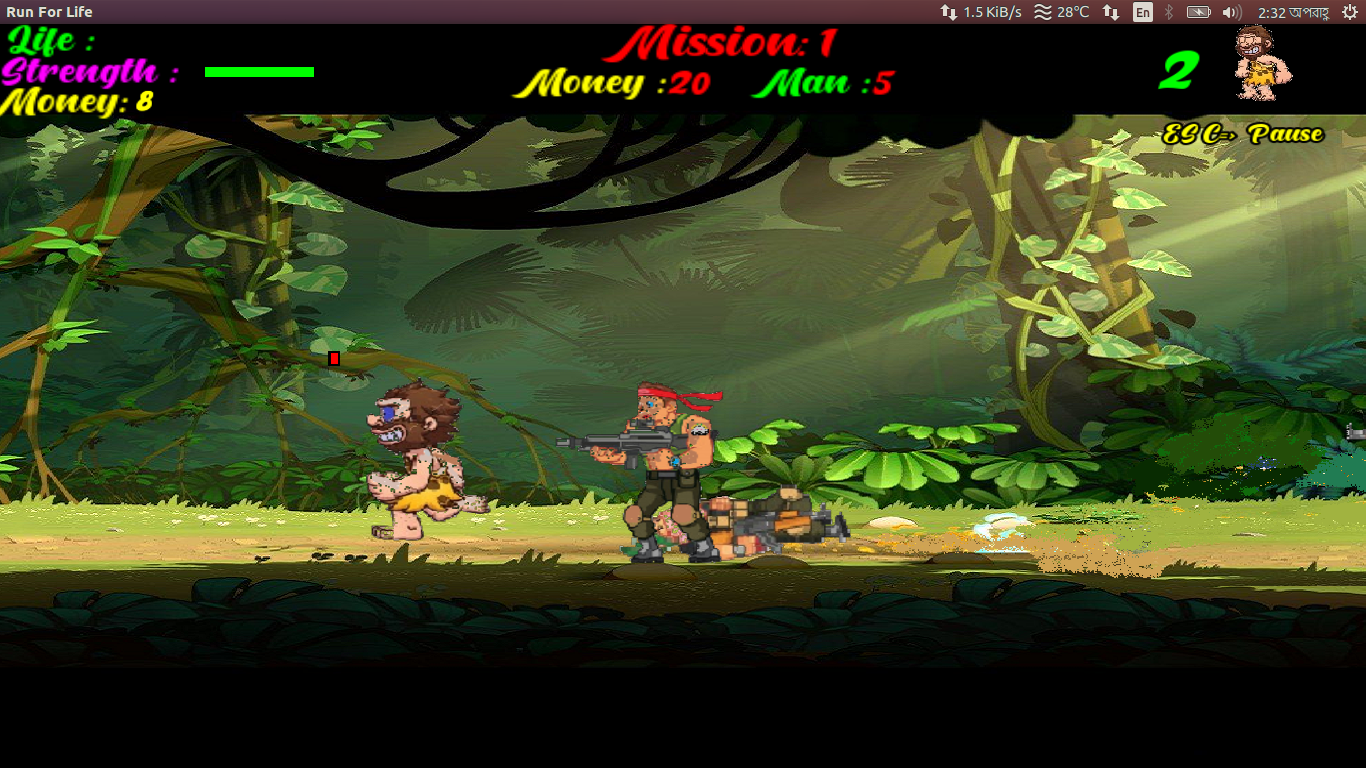 Run For Life
1.5 KiB/s 28°C En 2:32 অপরাহ্ণ
Life :
Strength :
Money: 8
Mission: 1
Money :20 Man :5
2
ESC=> Pause